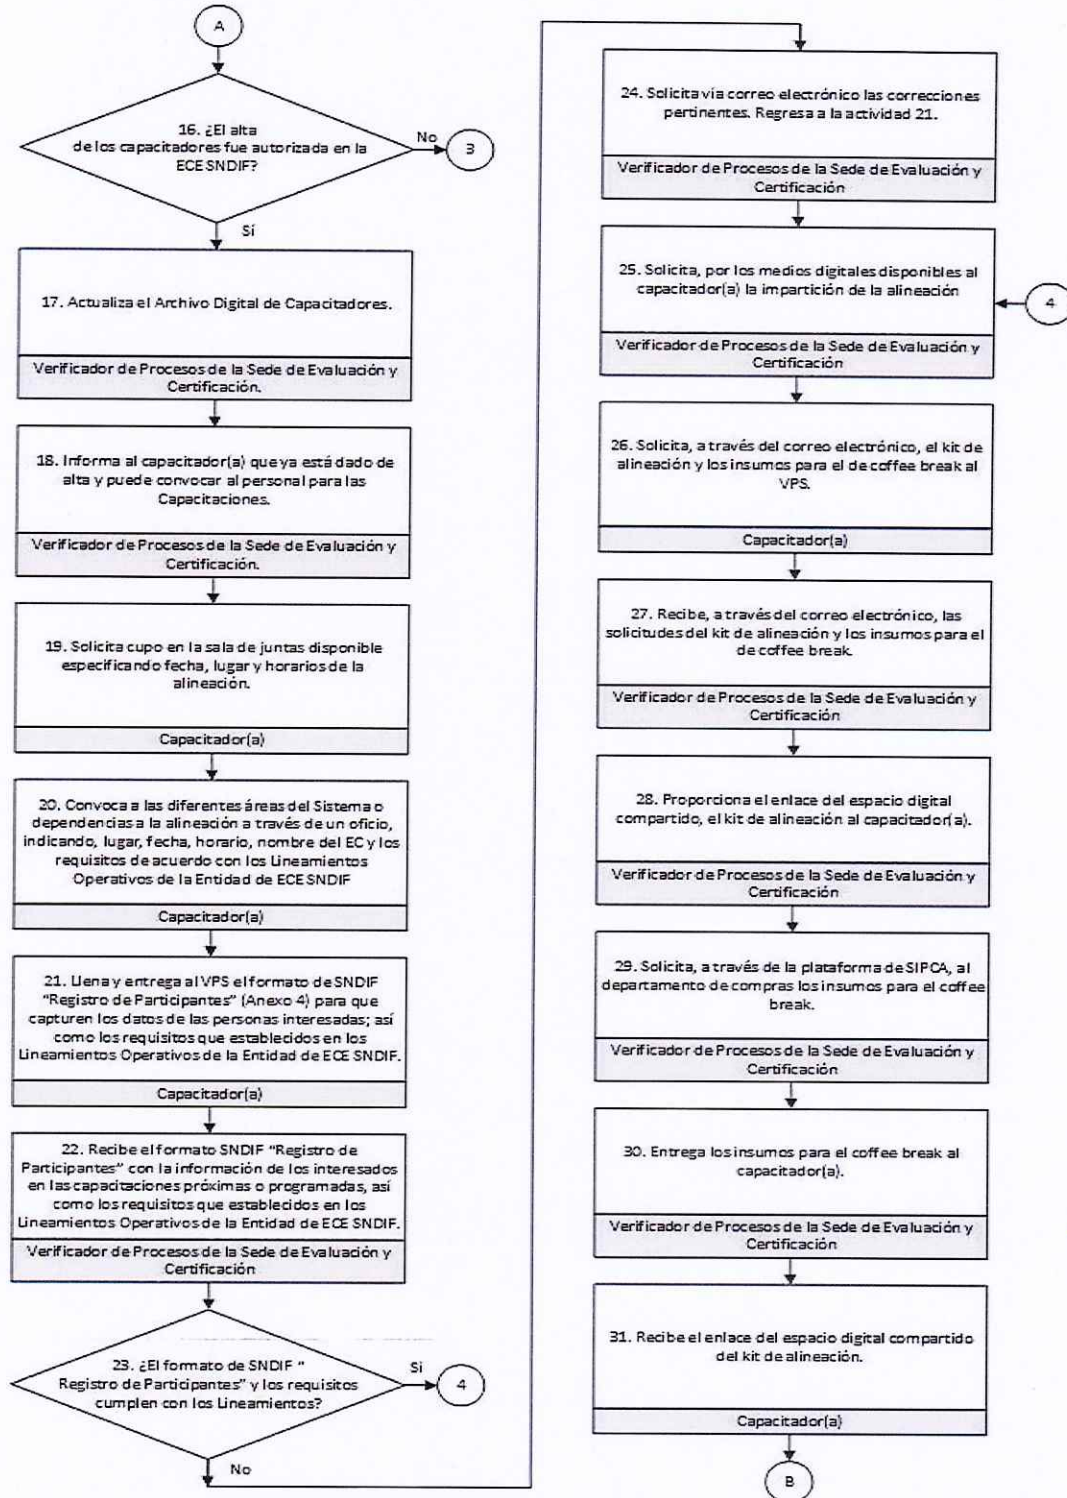 A
16. ¿El alta
de los capacitadores fue autorizada en la
ECE SNDIF?
No
3
Sí
17. Actualiza el Archivo Digital de Capacitadores.
Verificador de Procesos de la Sede de Evaluación y
Certificación.
18. Informa al capacitador(a) que ya está dado de
alta y puede convocar al personal para las
Capacitaciones.
Verificador de Procesos de la Sede de Evaluación y
Certificación.
19. Solicita cupo en la sala de juntas disponible
especificando fecha, lugar y horarios de la
alineación.
Capacitador(a)
20. Convoca a las diferentes áreas del Sistema o
dependencias a la alineación a través de un oficio,
indicando, lugar, fecha, horario, nombre del EC y los
requisitos de acuerdo con los Lineamientos
Operativos de la Entidad de ECE SNDIF
Capacitador(a)
21. Llena y entrega al VPS el formato de SNDIF
"Registro de Participantes" (Anexo 4) para que
capturen los datos de las personas interesadas; así
como los requisitos que establecidos en los
Lineamientos Operativos de la Entidad de ECE SNDIF.
Capacitador(a)
22. Recibe el formato SNDIF "Registro de
Participantes" con la información de los interesados
en las capacitaciones próximas o programadas, así
como los requisitos que establecidos en los
Lineamientos Operativos de la Entidad de ECE SNDIF.
Verificador de Procesos de la Sede de Evaluación y
Certificación
23. ¿El formato de SNDIF "
Registro de Participantes" y los requisitos
cumplen con los Lineamientos?
Si
4
No
24. Solicita vía correo electrónico las correcciones
pertinentes. Regresa a la actividad 21.
Verificador de Procesos de la Sede de Evaluación y
Certificación
25. Solicita, por los medios digitales disponibles al
capacitador(a) la impartición de la alineación
4
Verificador de Procesos de la Sede de Evaluación y
Certificación
26. Solicita, a través del correo electrónico, el kit de
alineación y los insumos para el de coffee break al
VPS.
Capacitador(a)
27. Recibe, a través del correo electrónico, las
solicitudes del kit de alineación y los insumos para el
de coffee break.
Verificador de Procesos de la Sede de Evaluación y
Certificación
28. Proporciona el enlace del espacio digital
compartido, el kit de alineación al capacitador(a).
Verificador de Procesos de la Sede de Evaluación y
Certificación
29. Solicita, a través de la plataforma de SIPCA, al
departamento de compras los insumos para el coffee
break.
Verificador de Procesos de la Sede de Evaluación y
Certificación
30. Entrega los insumos para el coffee break al
capacitador(a).
Verificador de Procesos de la Sede de Evaluación y
Certificación
31. Recibe el enlace del espacio digital compartido
del kit de alineación.
Capacitador(a)
B